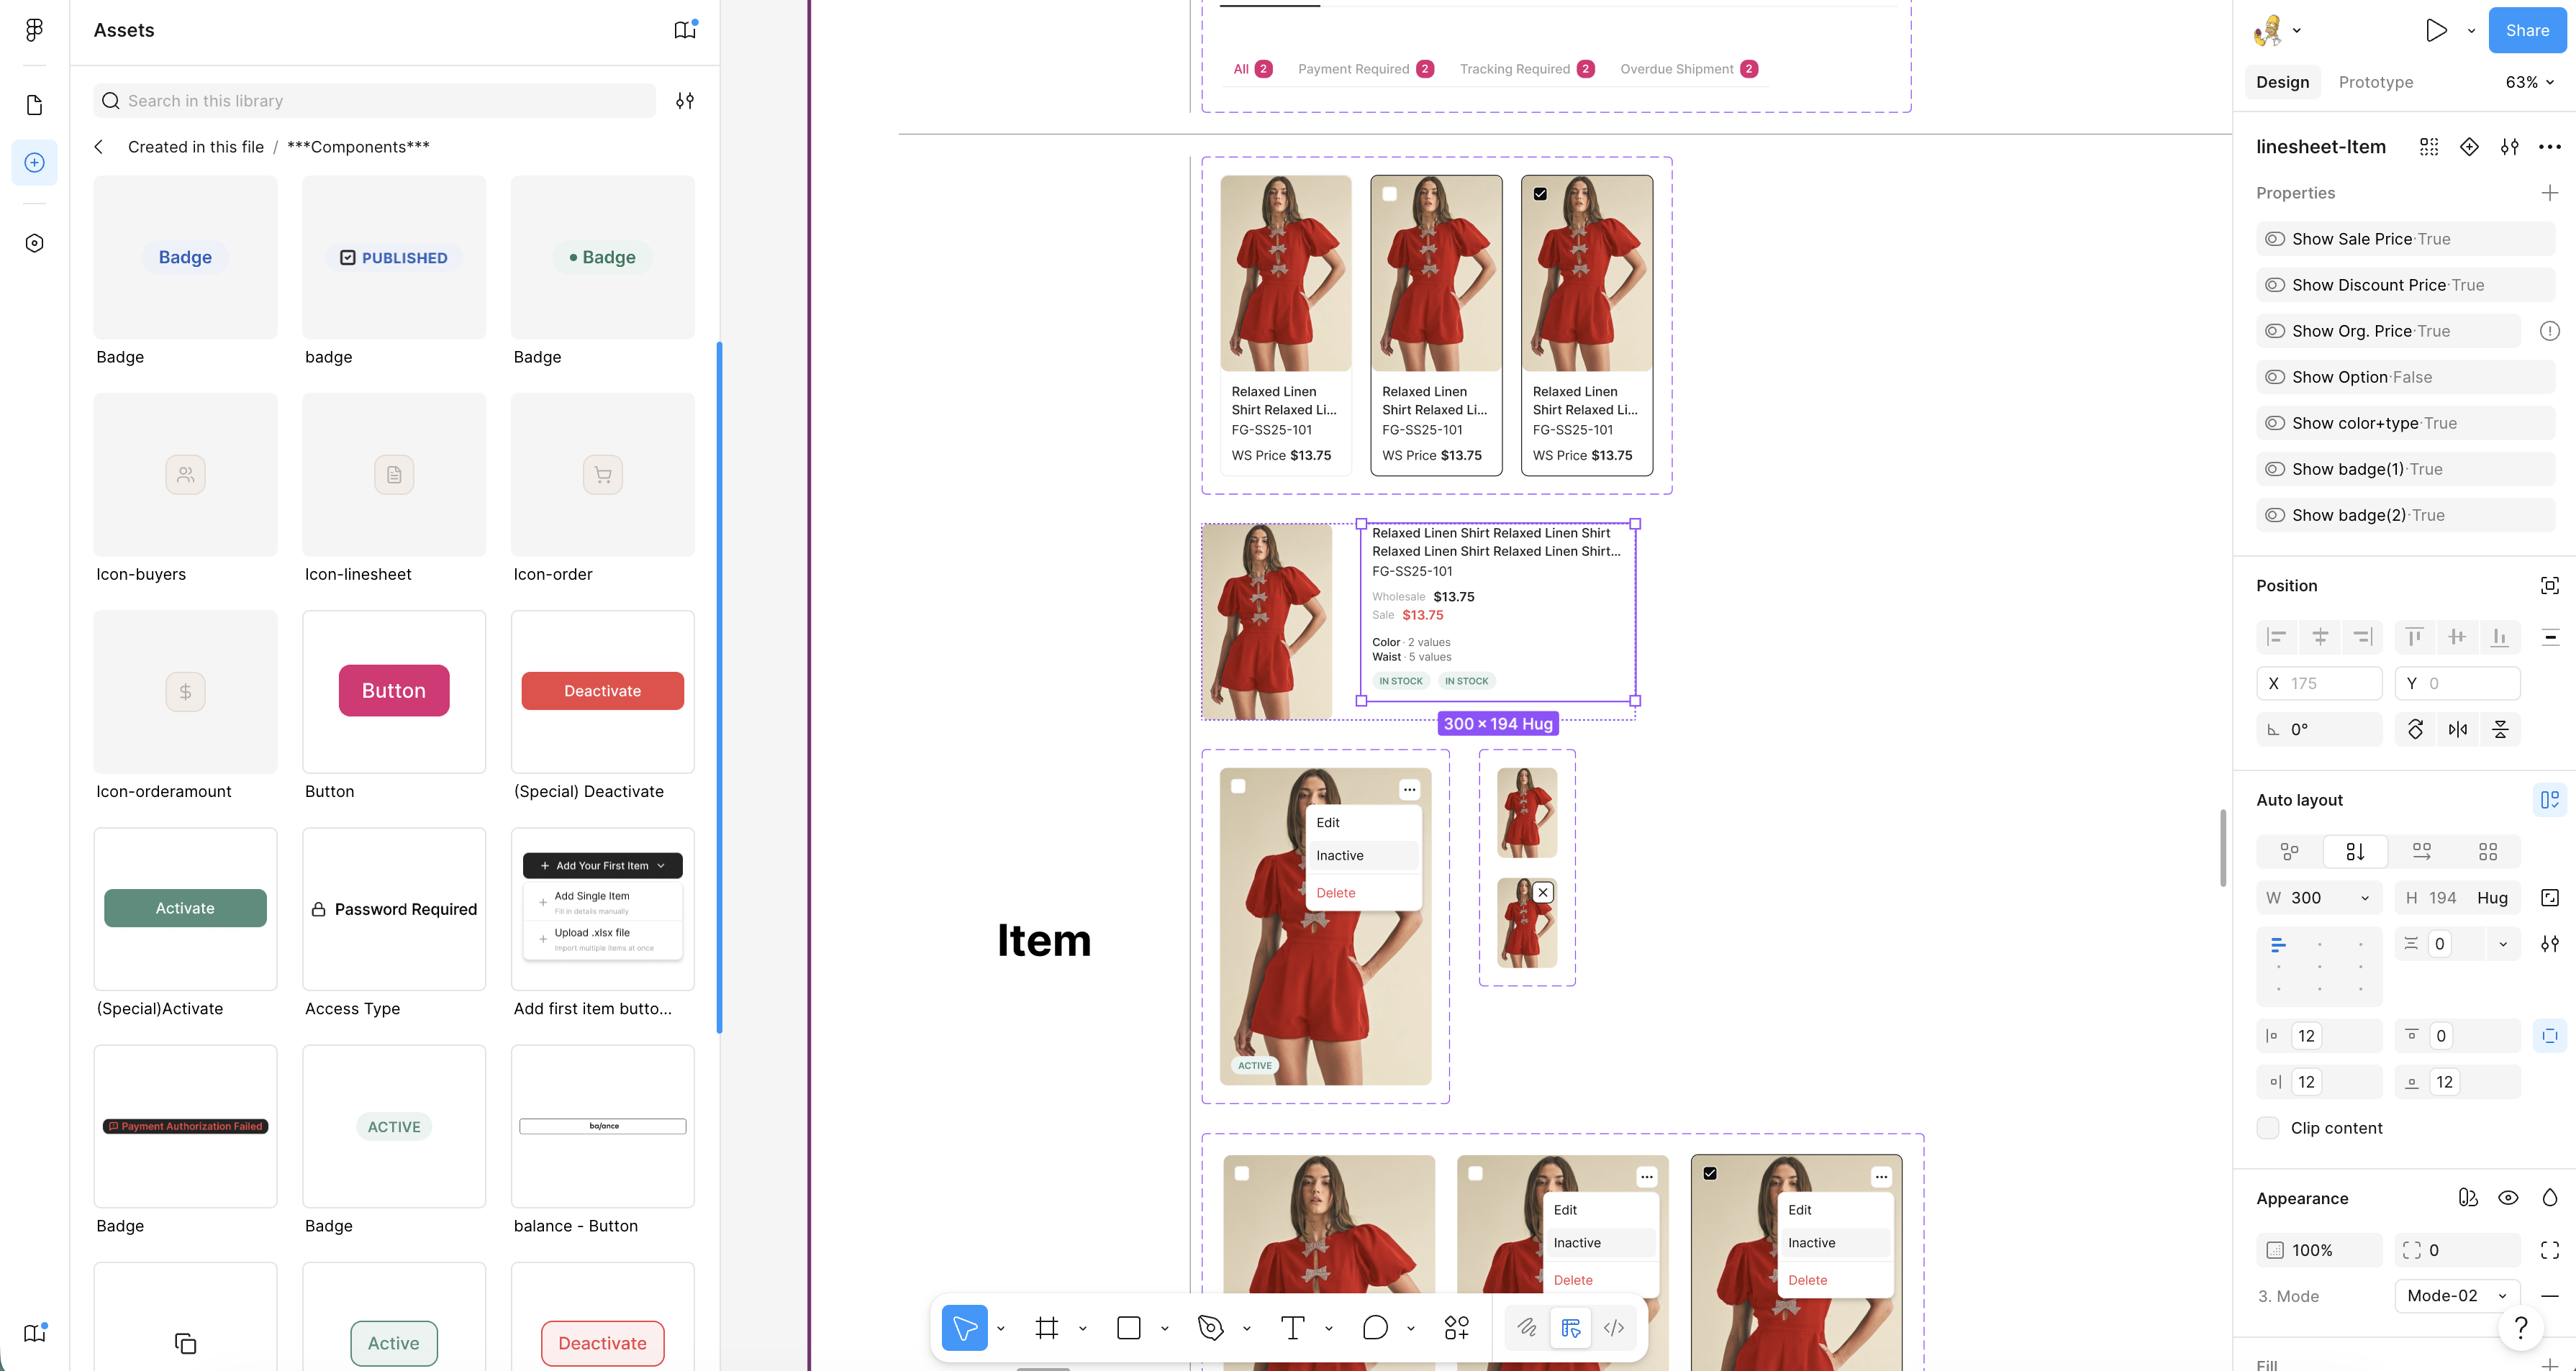 Assets
Search in this library
Created in this file / ***Components***
Badge
PUBLISHED
Badge
Badge
badge
Badge
Icon-buyers
Icon-linesheet
Icon-order
Button
Deactivate
Icon-orderamount
Button
(Special) Deactivate
Activate
Password Required
Add Your First Item
Add Single Item
Fill in details manually
Upload .xlsx file
Import multiple items at once
(Special)Activate
Access Type
Add first item butto...
Payment Authorization Failed
ACTIVE
balance
Badge
Badge
balance - Button
Active
Deactivate
All 2
Payment Required 2
Tracking Required 2
Overdue Shipment 2
Relaxed Linen
Shirt Relaxed Li...
FG-SS25-101
WS Price $13.75
Relaxed Linen
Shirt Relaxed Li...
FG-SS25-101
WS Price $13.75
Relaxed Linen
Shirt Relaxed Li...
FG-SS25-101
WS Price $13.75
Relaxed Linen Shirt Relaxed Linen Shirt
Relaxed Linen Shirt Relaxed Linen Shirt...
FG-SS25-101
Wholesale $13.75
Sale $13.75
Color · 2 values
Waist · 5 values
IN STOCK
IN STOCK
300 × 194 Hug
Edit
Inactive
Delete
ACTIVE
Item
Edit
Inactive
Delete
Edit
Inactive
Delete
Share
Design
Prototype
63%
linesheet-Item
Properties
Show Sale Price·True
Show Discount Price·True
Show Org. Price·True
Show Option·False
Show color+type·True
Show badge(1)·True
Show badge(2)·True
Position
X 175
Y 0
0°
Auto layout
W 300
H 194 Hug
0
12
0
12
12
Clip content
Appearance
100%
0
3. Mode
Mode-02
?
Fill